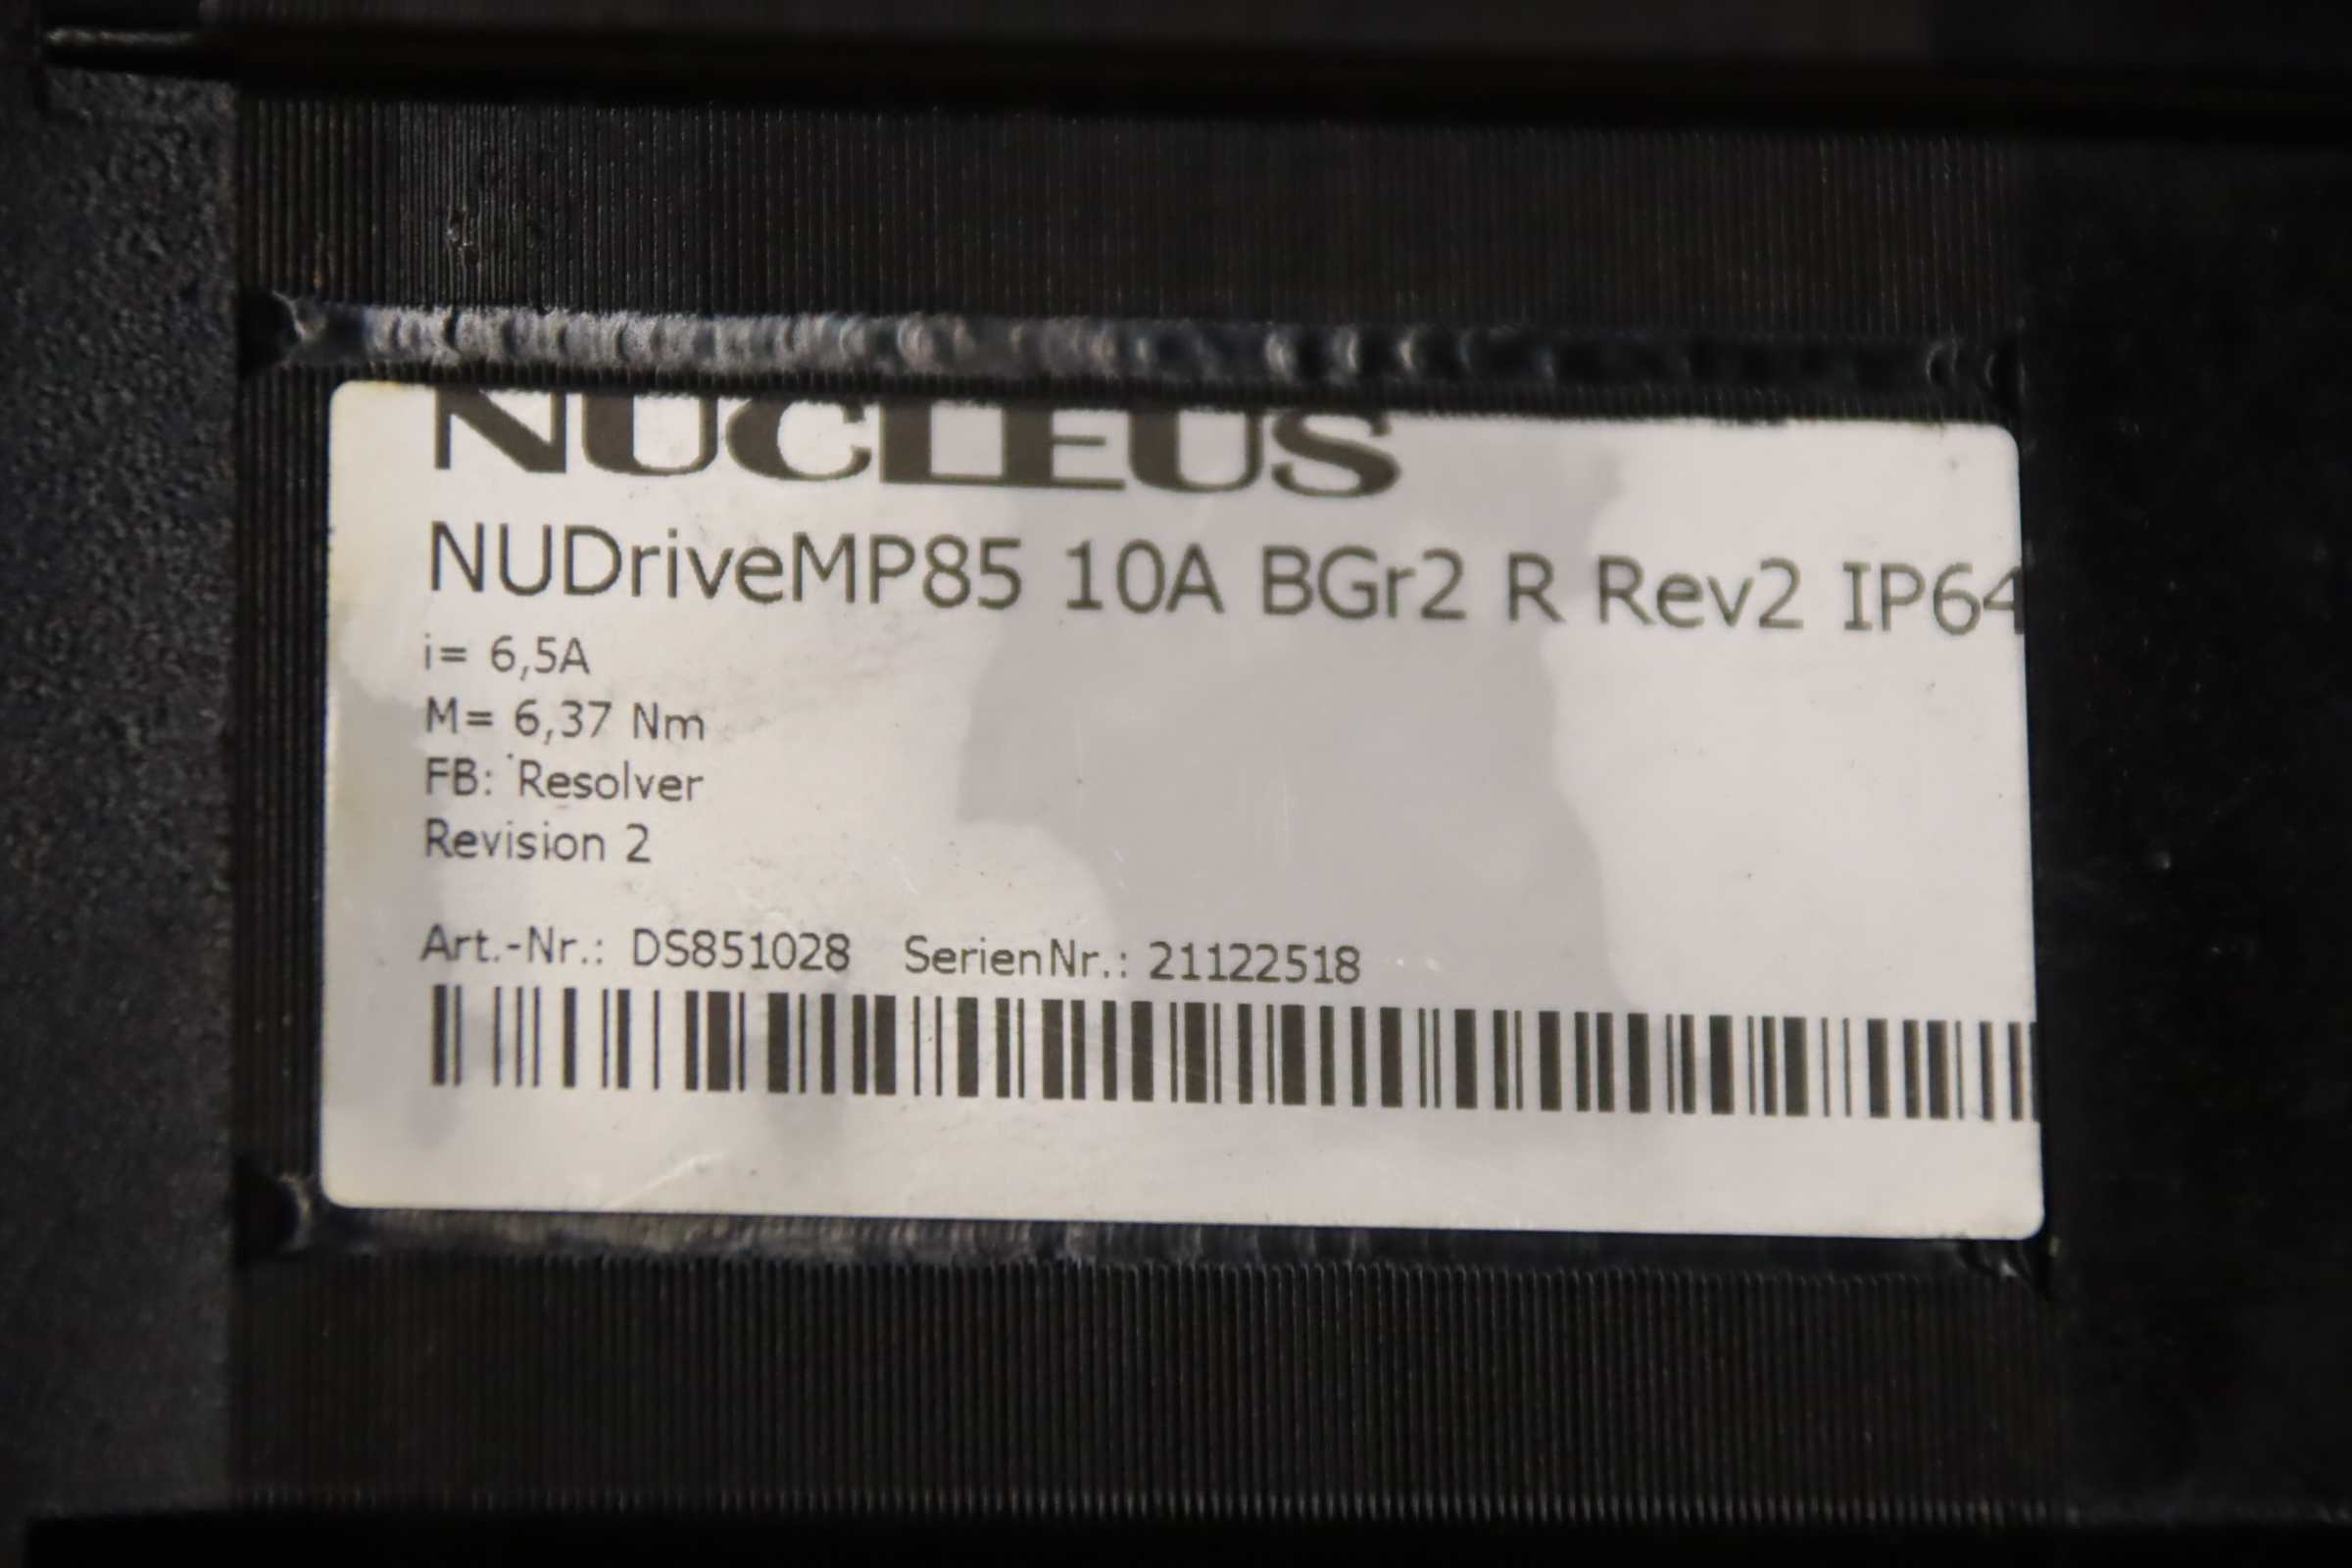 NUCLEUS
NUDriveMP85 10A BGr2 R Rev2 IP64
i= 6,5A
M= 6,37 Nm
FB: Resolver
Revision 2
Art.-Nr.: DS851028 SerienNr.: 21122518